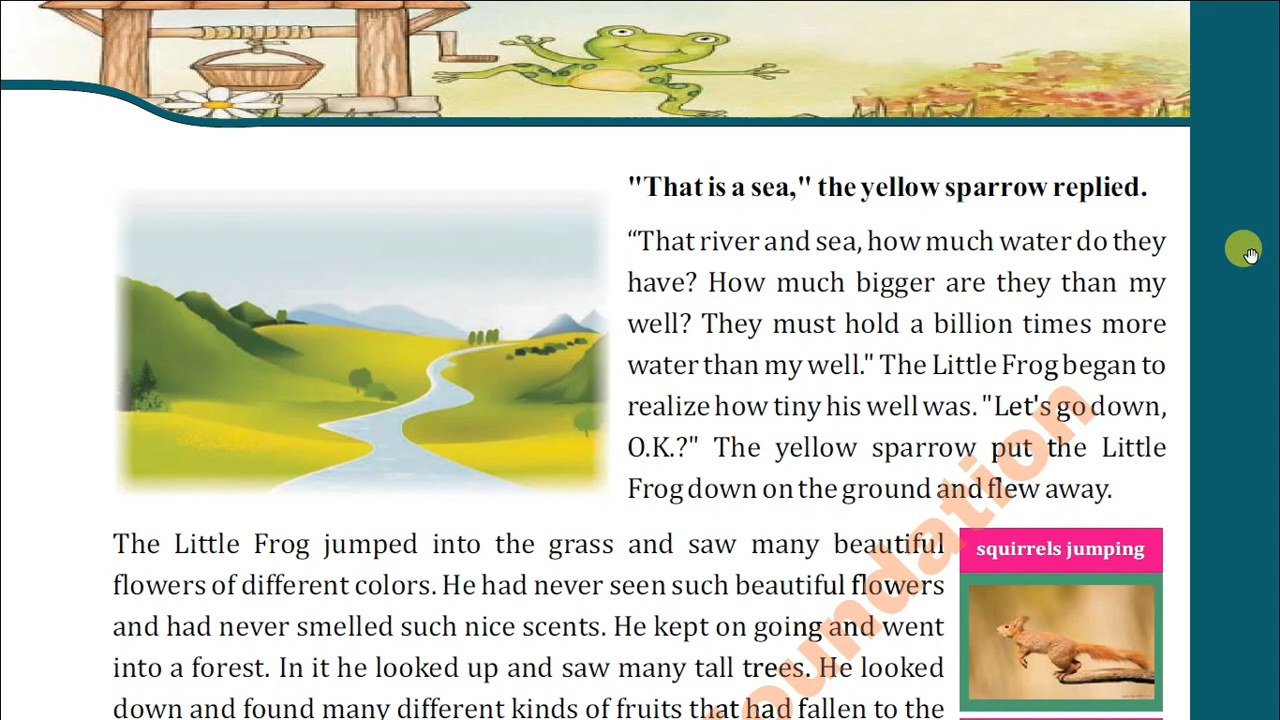 "That is a sea," the yellow sparrow replied.
“That river and sea, how much water do they
have? How much bigger are they than my
well? They must hold a billion times more
water than my well." The Little Frog began to
realize how tiny his well was. "Let's go down,
O.K.?" The yellow sparrow put the Little
Frog down on the ground and flew away.
The Little Frog jumped into the grass and saw many beautiful
flowers of different colors. He had never seen such beautiful flowers
and had never smelled such nice scents. He kept on going and went
into a forest. In it he looked up and saw many tall trees. He looked
down and found many different kinds of fruits that had fallen to the
squirrels jumping
oundation